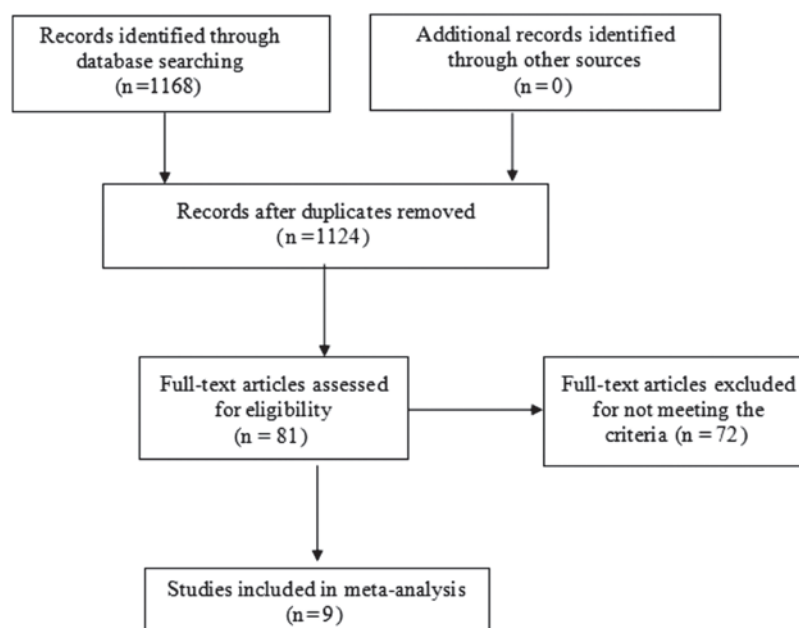 Records identified through
database searching
(n=1168)
Additional records identified
through other sources
(n=0)
Records after duplicates removed
(n=1124)
Full-text articles assessed
for eligibility
(n = 81)
Full-text articles excluded
for not meeting the
criteria (n = 72)
Studies included in meta-analysis
(n=9)